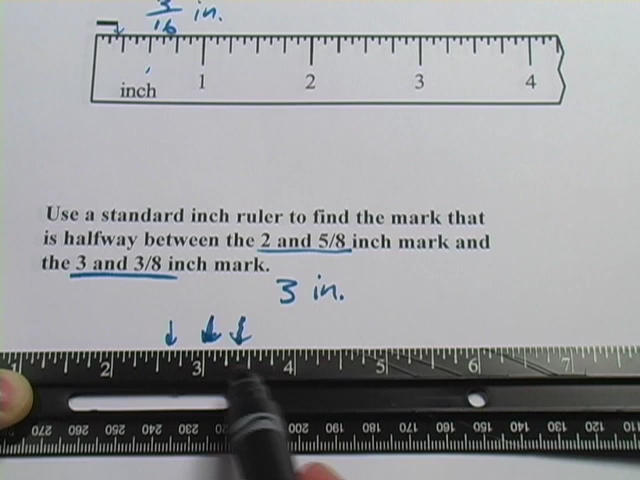 3/16 in.
inch 1 2 3 4
Use a standard inch ruler to find the mark that
is halfway between the 2 and 5/8 inch mark and
the 3 and 3/8 inch mark.
3 in.
1 2 3 4 5 6 7
270 260 250 240 230 220 200 190 180 170 160 150 140 130 120 110